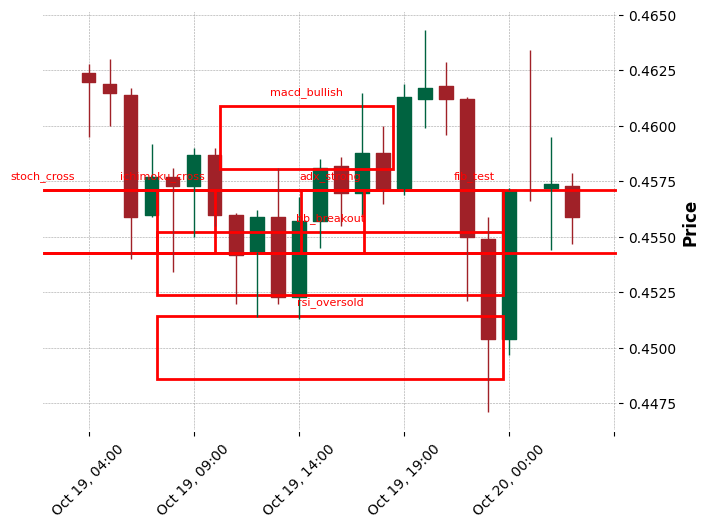 0.4650
0.4625
macd_bullish
0.4600
stoch_cross
fib_test
0.4575
bb_breakout
0.4550
0.4525
rsi_oversold
0.4500
0.4475
Price
Oct 19, 04:00
Oct 19, 09:00
Oct 19, 14:00
Oct 19, 19:00
Oct 20, 00:00